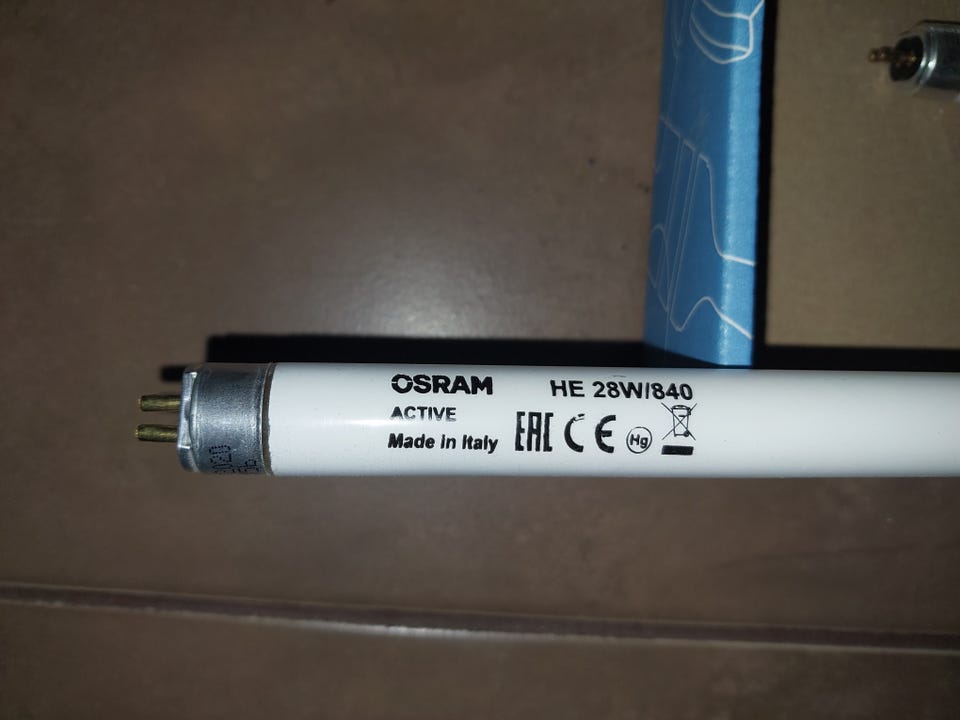 OSRAM HE 28W/840
ACTIVE
Made in Italy EAC CE Hg